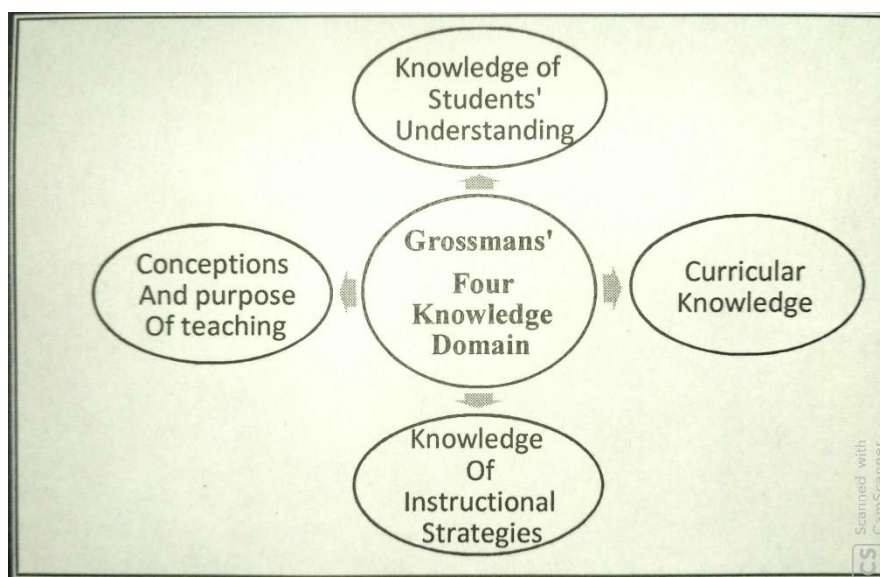 Knowledge of
Students'
Understanding
Conceptions
And purpose
Of teaching
Grossmans'
Four
Knowledge
Domain
Curricular
Knowledge
Knowledge
Of
Instructional
Strategies
CS
Scanned with
CamScanner